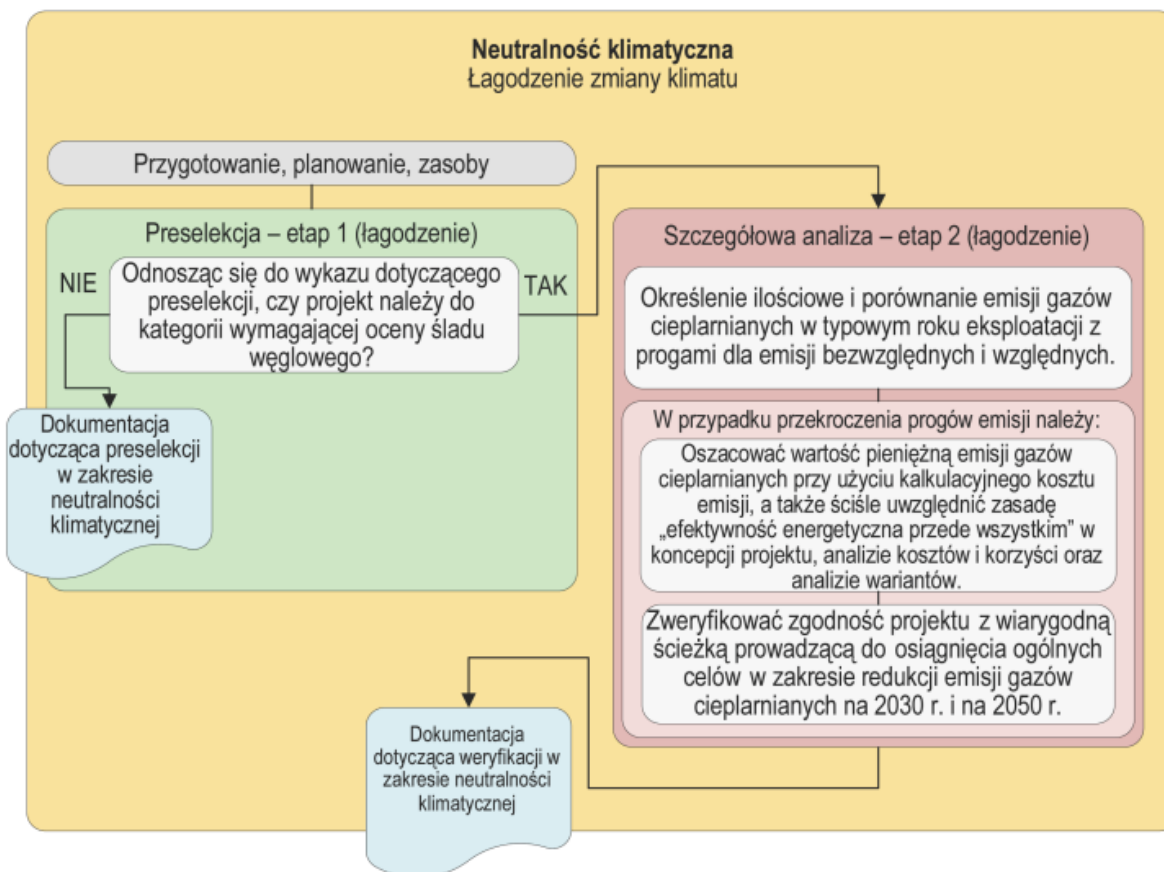 Neutralność klimatyczna
Łagodzenie zmiany klimatu
Przygotowanie, planowanie, zasoby
Preselekcja – etap 1 (łagodzenie)
NIE
Odnosząc się do wykazu dotyczącego
preselekcji, czy projekt należy do
kategorii wymagającej oceny śladu
węglowego?
TAK
Dokumentacja
dotycząca preselekcji
w zakresie
neutralności
klimatycznej
Szczegółowa analiza – etap 2 (łagodzenie)
Określenie ilościowe i porównanie emisji gazów
cieplarnianych w typowym roku eksploatacji z
progami dla emisji bezwzględnych i względnych.
W przypadku przekroczenia progów emisji należy:
Oszacować wartość pieniężną emisji gazów
cieplarnianych przy użyciu kalkulacyjnego kosztu
emisji, a także ściśle uwzględnić zasadę
„efektywność energetyczna przede wszystkim” w
koncepcji projektu, analizie kosztów i korzyści oraz
analizie wariantów.
Zweryfikować zgodność projektu z wiarygodną
ścieżką prowadzącą do osiągnięcia ogólnych
celów w zakresie redukcji emisji gazów
cieplarnianych na 2030 r. i na 2050 r.
Dokumentacja
dotycząca weryfikacji w
zakresie neutralności
klimatycznej